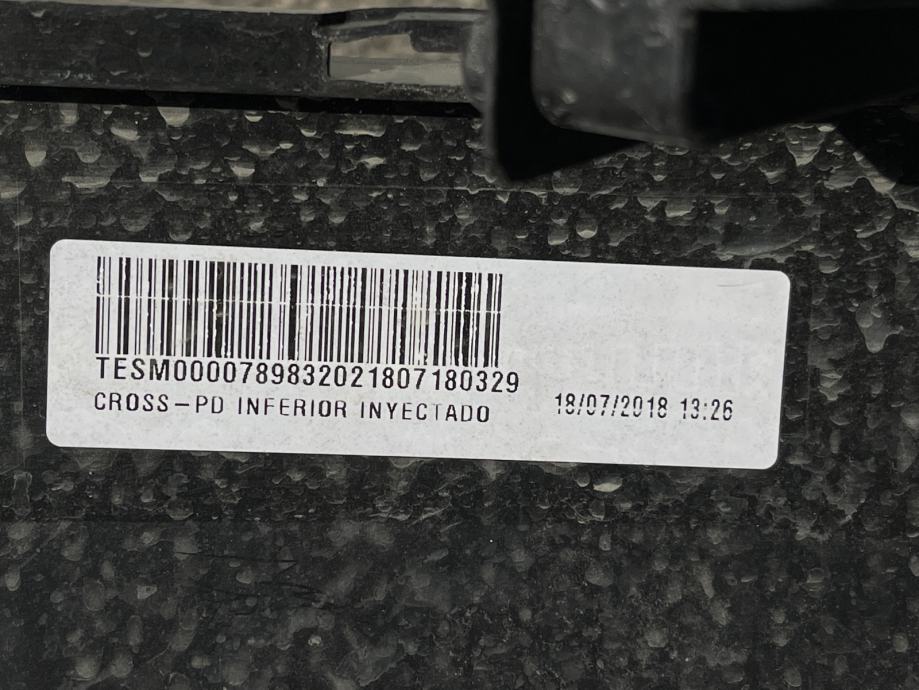 TESM0000789832021807180329
CROSS-PD INFERIOR INYECTADO
18/07/2018 13:26